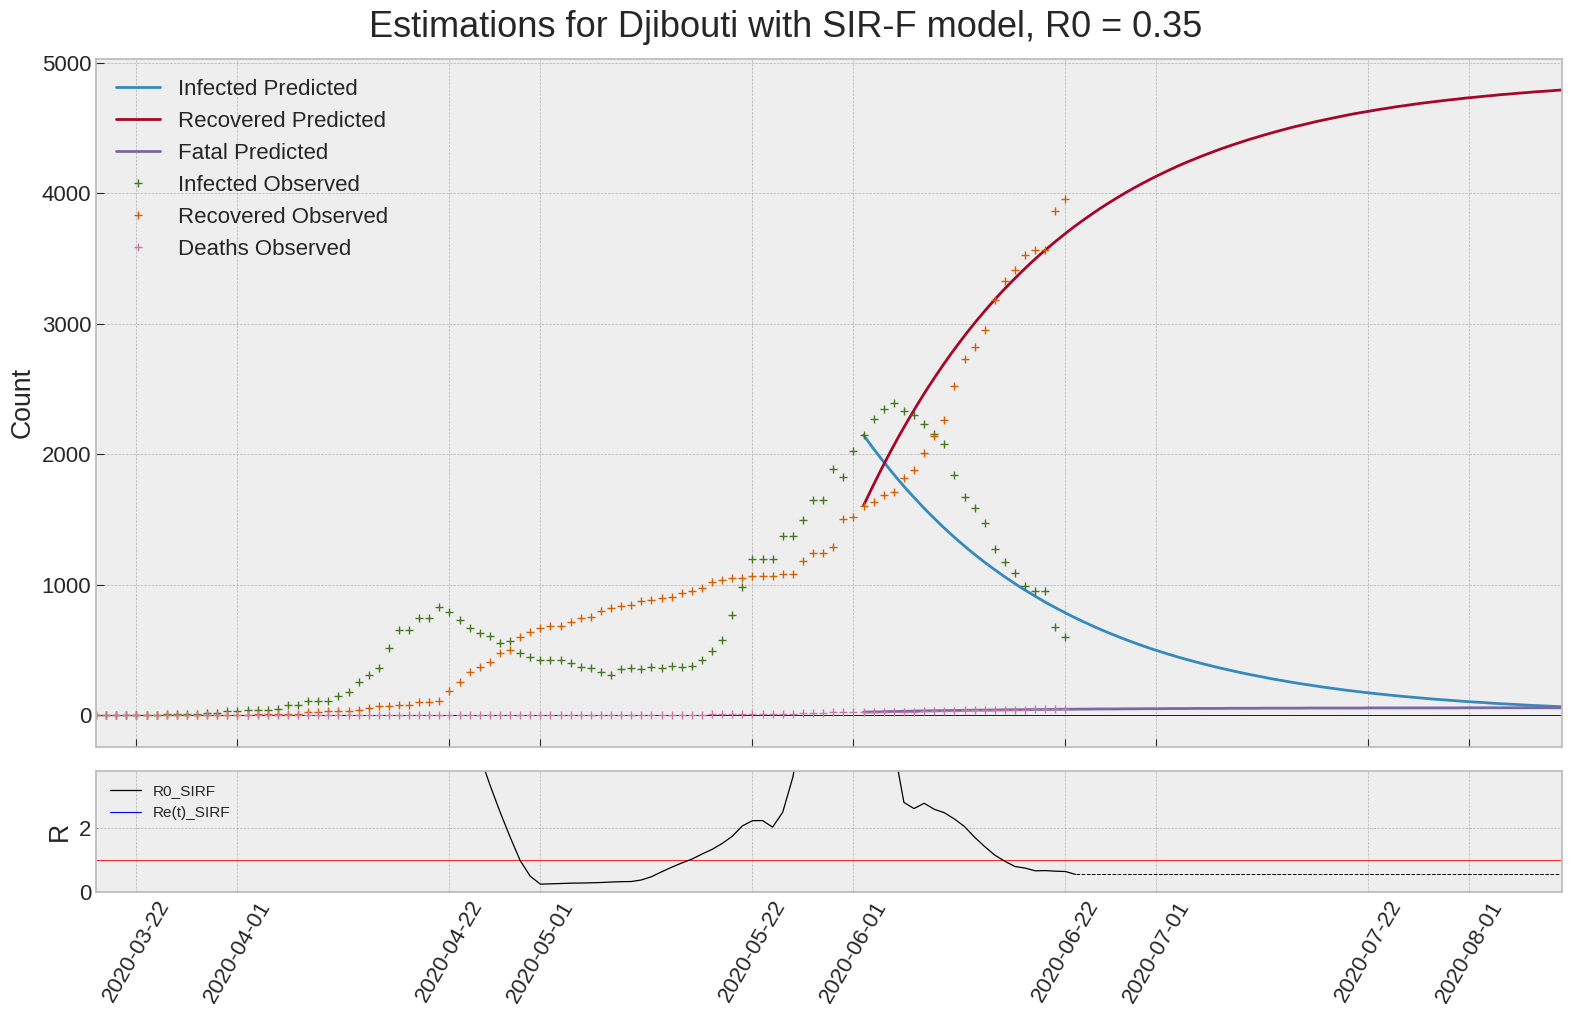 Estimations for Djibouti with SIR-F model, R0 = 0.35
5000
4000
3000
2000
1000
0
Count
Infected Predicted
Recovered Predicted
Fatal Predicted
Infected Observed
Recovered Observed
Deaths Observed
R0_SIRF
Re(t)_SIRF
2
0
R
2020-03-22
2020-04-01
2020-04-22
2020-05-01
2020-05-22
2020-06-01
2020-06-22
2020-07-01
2020-07-22
2020-08-01